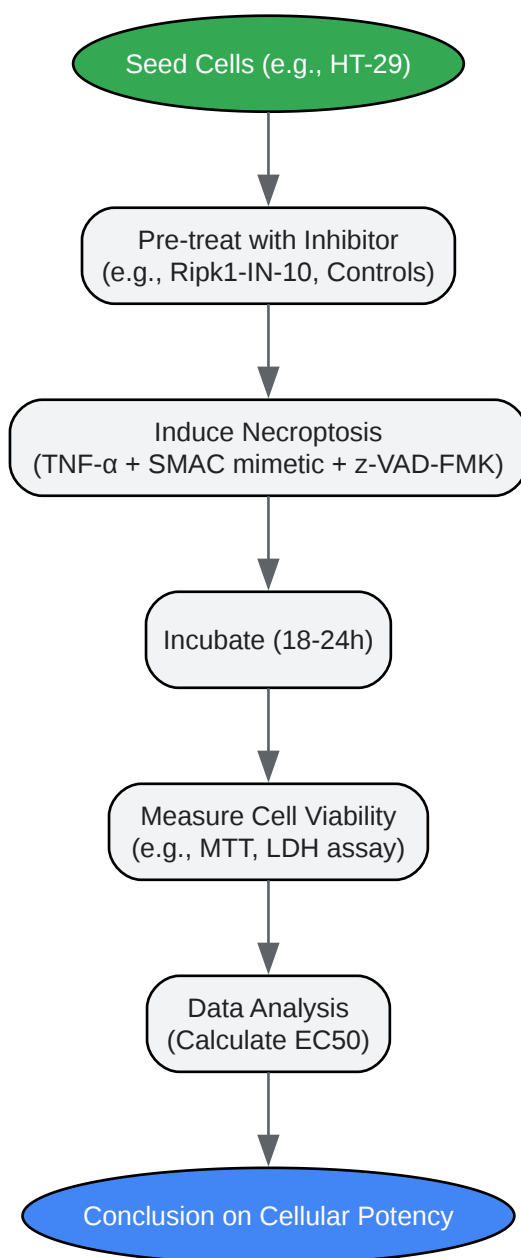 Seed Cells (e.g., HT-29)
Pre-treat with Inhibitor
(e.g., Ripk1-IN-10, Controls)
Induce Necroptosis
(TNF-α + SMAC mimetic + z-VAD-FMK)
Incubate (18-24h)
Measure Cell Viability
(e.g., MTT, LDH assay)
Data Analysis
(Calculate EC50)
Conclusion on Cellular Potency